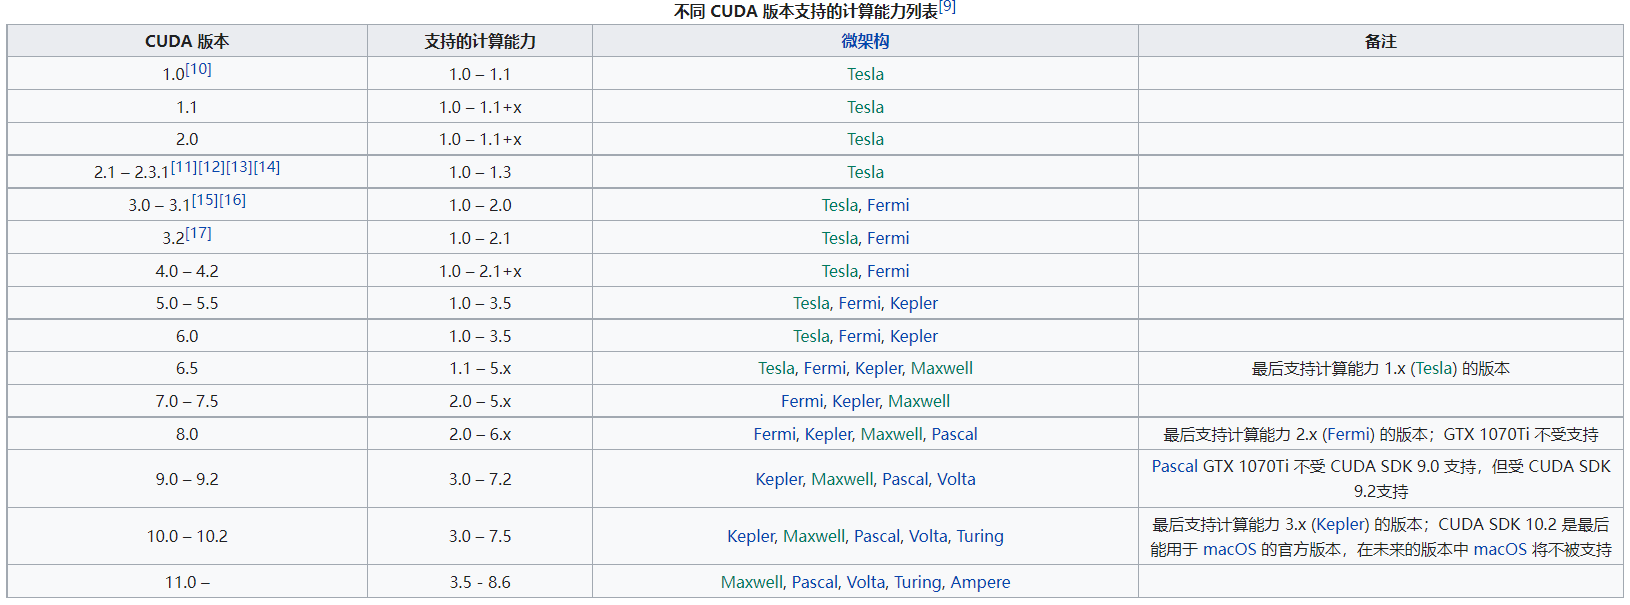 不同 CUDA 版本支持的计算能力列表[9]
CUDA 版本 支持的计算能力 微架构 备注
1.0[10] 1.0 – 1.1 Tesla
1.1 1.0 – 1.1+x Tesla
2.0 1.0 – 1.1+x Tesla
2.1 – 2.3.1[11][12][13][14] 1.0 – 1.3 Tesla
3.0 – 3.1[15][16] 1.0 – 2.0 Tesla, Fermi
3.2[17] 1.0 – 2.1 Tesla, Fermi
4.0 – 4.2 1.0 – 2.1+x Tesla, Fermi
5.0 – 5.5 1.0 – 3.5 Tesla, Fermi, Kepler
6.0 1.0 – 3.5 Tesla, Fermi, Kepler
6.5 1.1 – 5.x Tesla, Fermi, Kepler, Maxwell 最后支持计算能力 1.x (Tesla) 的版本
7.0 – 7.5 2.0 – 5.x Fermi, Kepler, Maxwell
8.0 2.0 – 6.x Fermi, Kepler, Maxwell, Pascal 最后支持计算能力 2.x (Fermi) 的版本；GTX 1070Ti 不受支持
9.0 – 9.2 3.0 – 7.2 Kepler, Maxwell, Pascal, Volta Pascal GTX 1070Ti 不受 CUDA SDK 9.0 支持，但受 CUDA SDK
9.2支持
10.0 – 10.2 3.0 – 7.5 Kepler, Maxwell, Pascal, Volta, Turing 最后支持计算能力 3.x (Kepler) 的版本；CUDA SDK 10.2 是最后
能用于 macOS 的官方版本，在未来的版本中 macOS 将不被支持
11.0 – 3.5 - 8.6 Maxwell, Pascal, Volta, Turing, Ampere